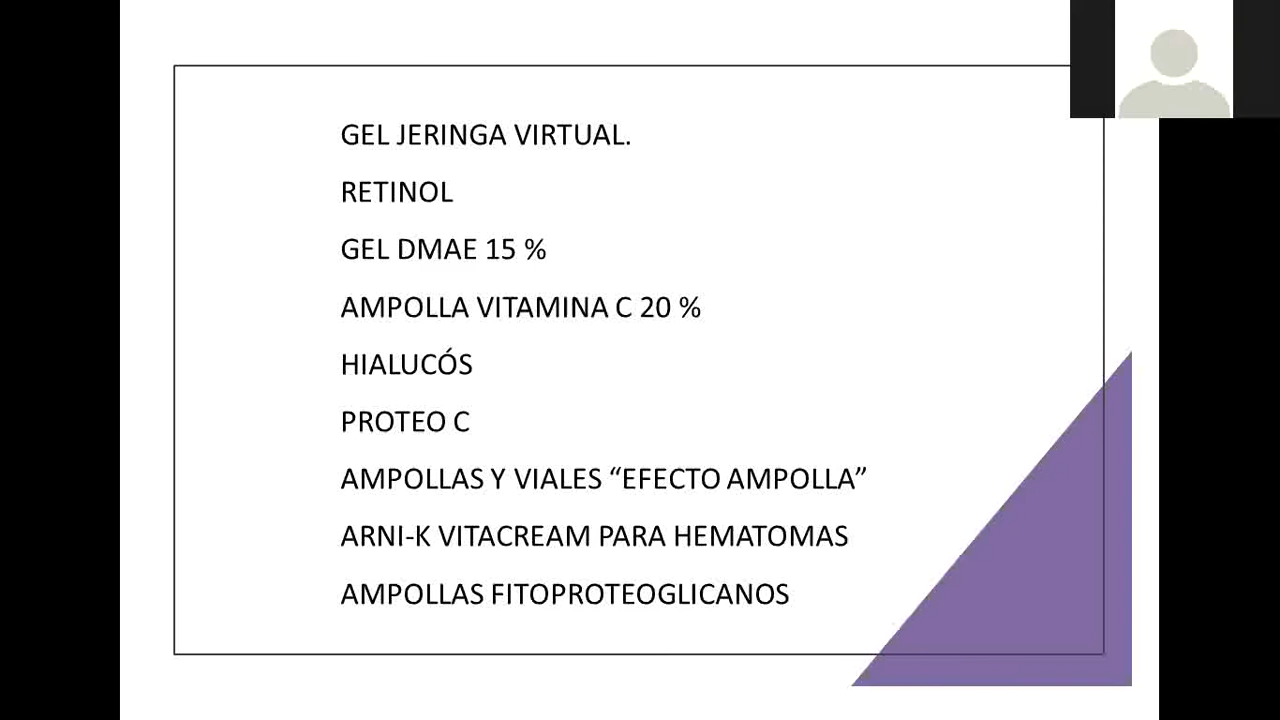 GEL JERINGA VIRTUAL.
RETINOL
GEL DMAE 15 %
AMPOLLA VITAMINA C 20 %
HIALUCÓS
PROTEO C
AMPOLLAS Y VIALES “EFECTO AMPOLLA”
ARNI-K VITACREAM PARA HEMATOMAS
AMPOLLAS FITOPROTEOGLICANOS